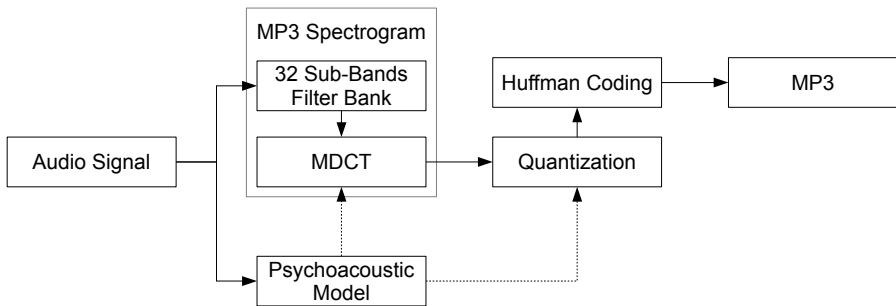 MP3 Spectrogram
32 Sub-Bands
Filter Bank
Huffman Coding
MP3
Audio Signal
MDCT
Quantization
Psychoacoustic
Model